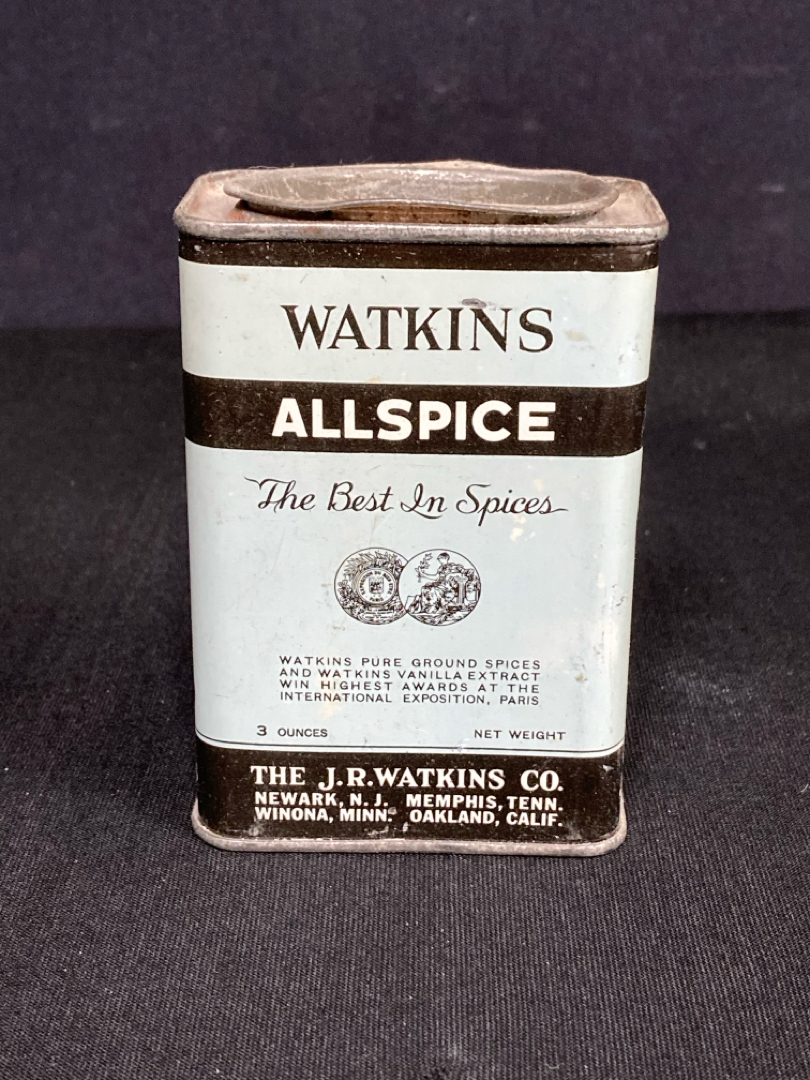 WATKINS
ALLSPICE
The Best In Spices
WATKINS PURE GROUND SPICES
AND WATKINS VANILLA EXTRACT
WIN HIGHEST AWARDS AT THE
INTERNATIONAL EXPOSITION, PARIS
3 OUNCES NET WEIGHT
THE J.R.WATKINS CO.
NEWARK, N. J. MEMPHIS, TENN.
WINONA, MINN. OAKLAND, CALIF.